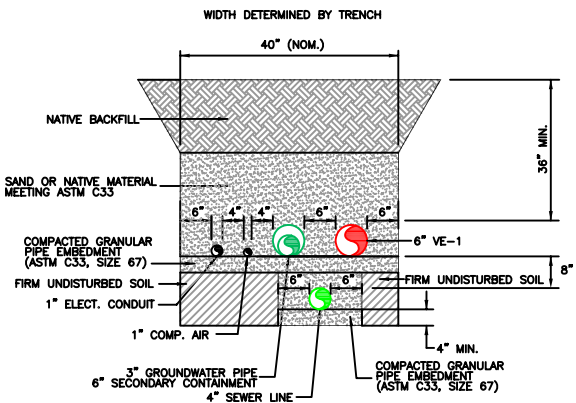 WIDTH DETERMINED BY TRENCH
40" (NOM.)
NATIVE BACKFILL
36" MIN.
SAND OR NATIVE MATERIAL
MEETING ASTM C33
6"
4"
4"
6"
6"
6" VE-1
COMPACTED GRANULAR
PIPE EMBEDMENT
(ASTM C33, SIZE 67)
8"
FIRM UNDISTURBED SOIL
6"
6"
FIRM UNDISTURBED SOIL
1" ELECT. CONDUIT
1" COMP. AIR
4" MIN.
3" GROUNDWATER PIPE
6" SECONDARY CONTAINMENT
4" SEWER LINE
COMPACTED GRANULAR
PIPE EMBEDMENT
(ASTM C33, SIZE 67)